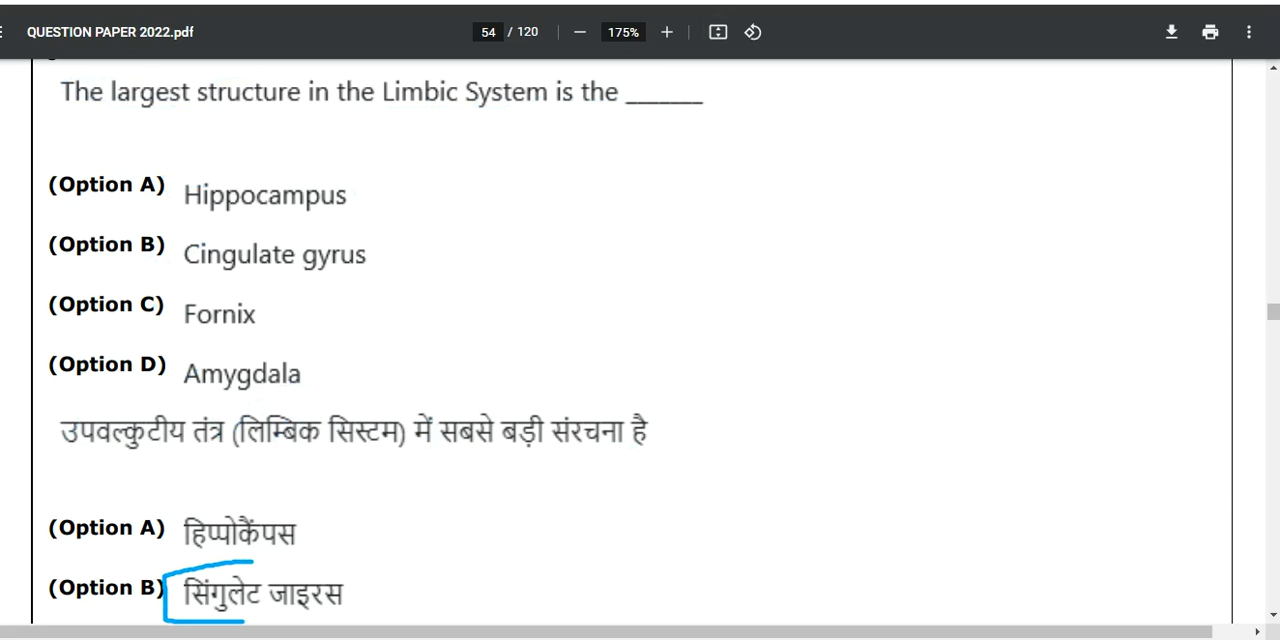 QUESTION PAPER 2022.pdf 54 / 120 175%
The largest structure in the Limbic System is the _______
(Option A) Hippocampus
(Option B) Cingulate gyrus
(Option C) Fornix
(Option D) Amygdala
उपवल्कुटीय तंत्र (लिम्बिक सिस्टम) में सबसे बड़ी संरचना है
(Option A) हिप्पोकैंपस
(Option B) सिंगुलेट जाइरस